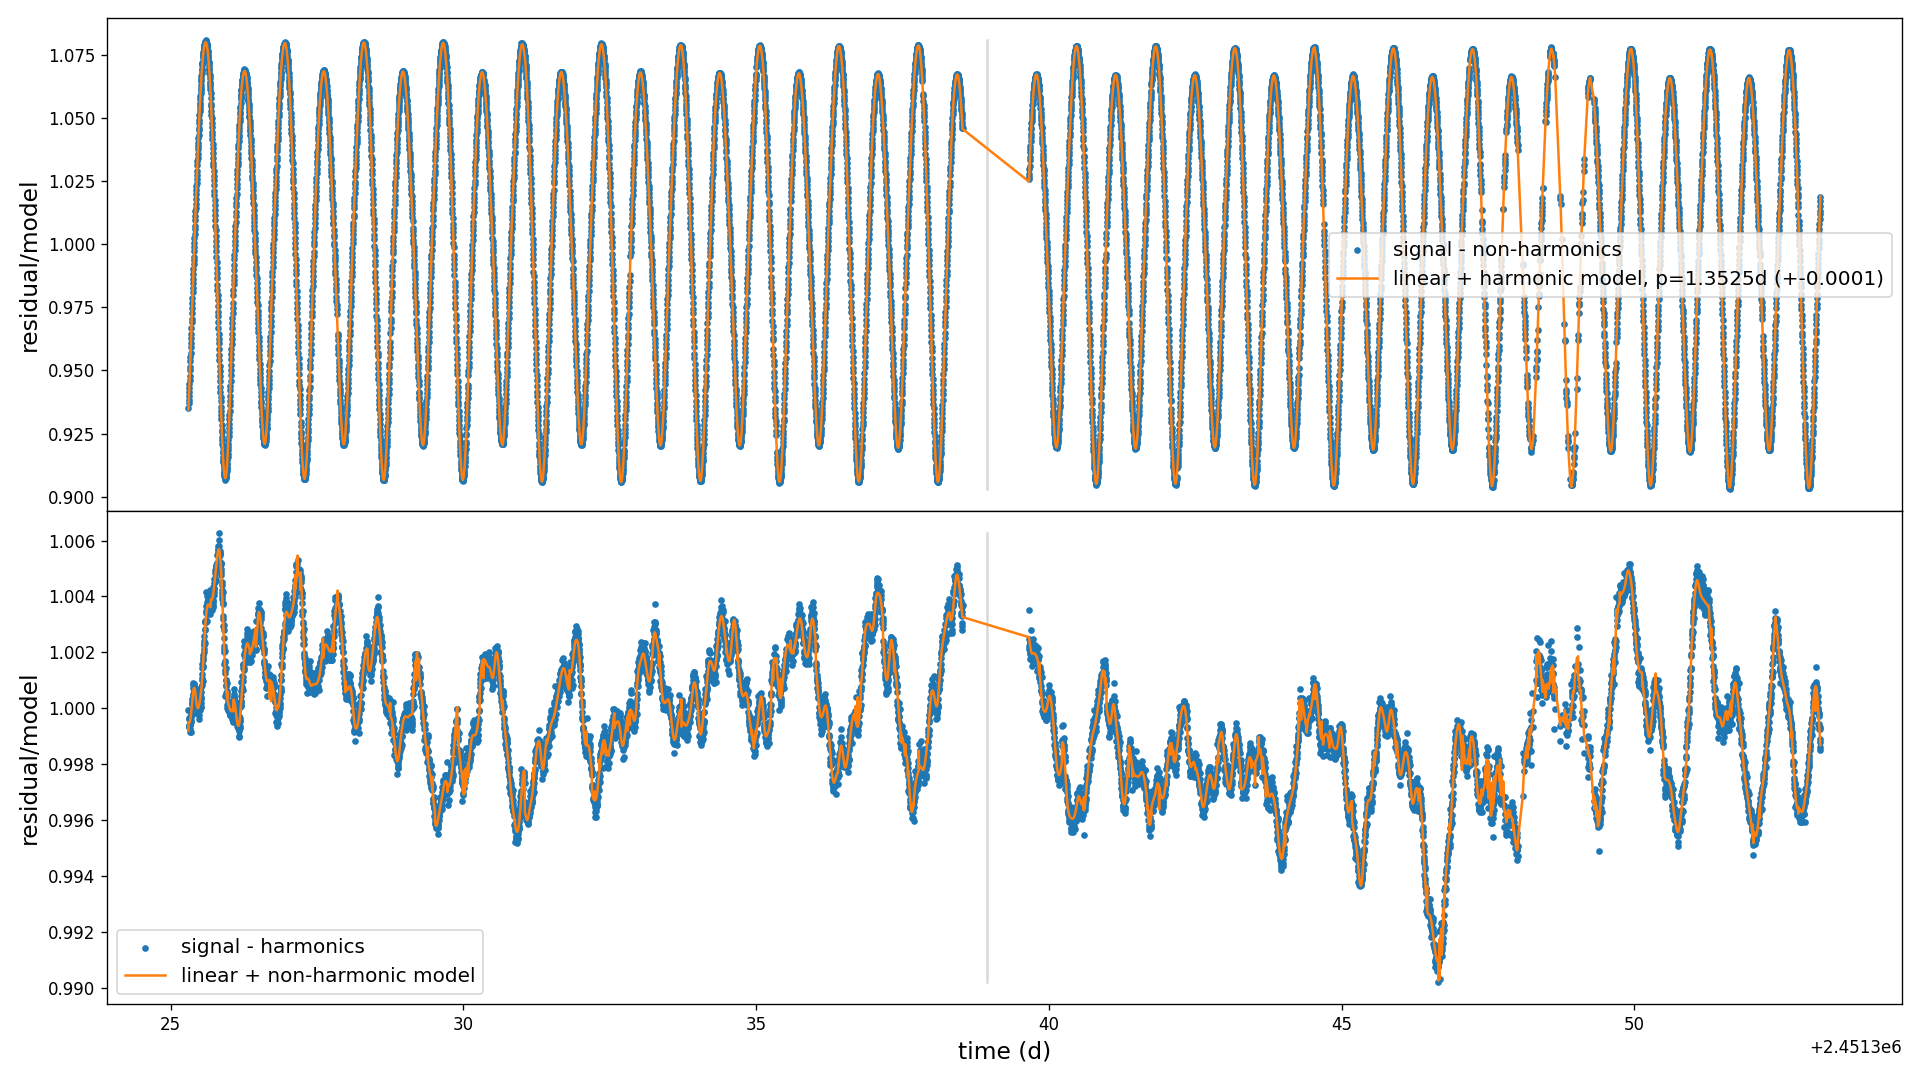 1.075
1.050
1.025
1.000
0.975
0.950
0.925
0.900
residual/model
signal - non-harmonics
linear + harmonic model, p=1.3525d (+-0.0001)
1.006
1.004
1.002
1.000
0.998
0.996
0.994
0.992
0.990
residual/model
signal - harmonics
linear + non-harmonic model
25 30 35 40 45 50
time (d)
+2.4513e6